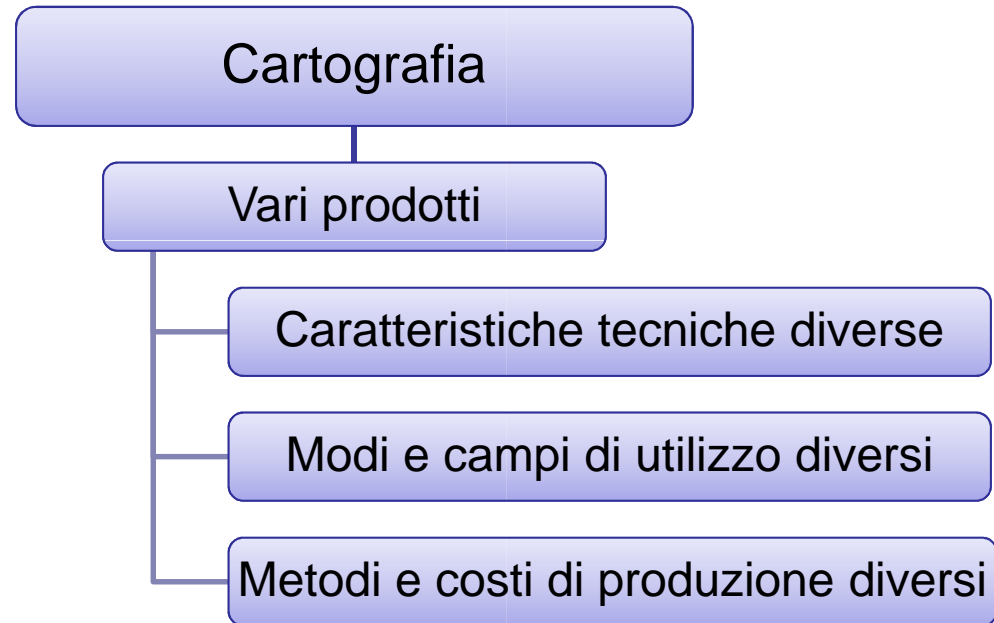 Cartografia
Vari prodotti
Caratteristiche tecniche diverse
Modi e campi di utilizzo diversi
Metodi e costi di produzione diversi